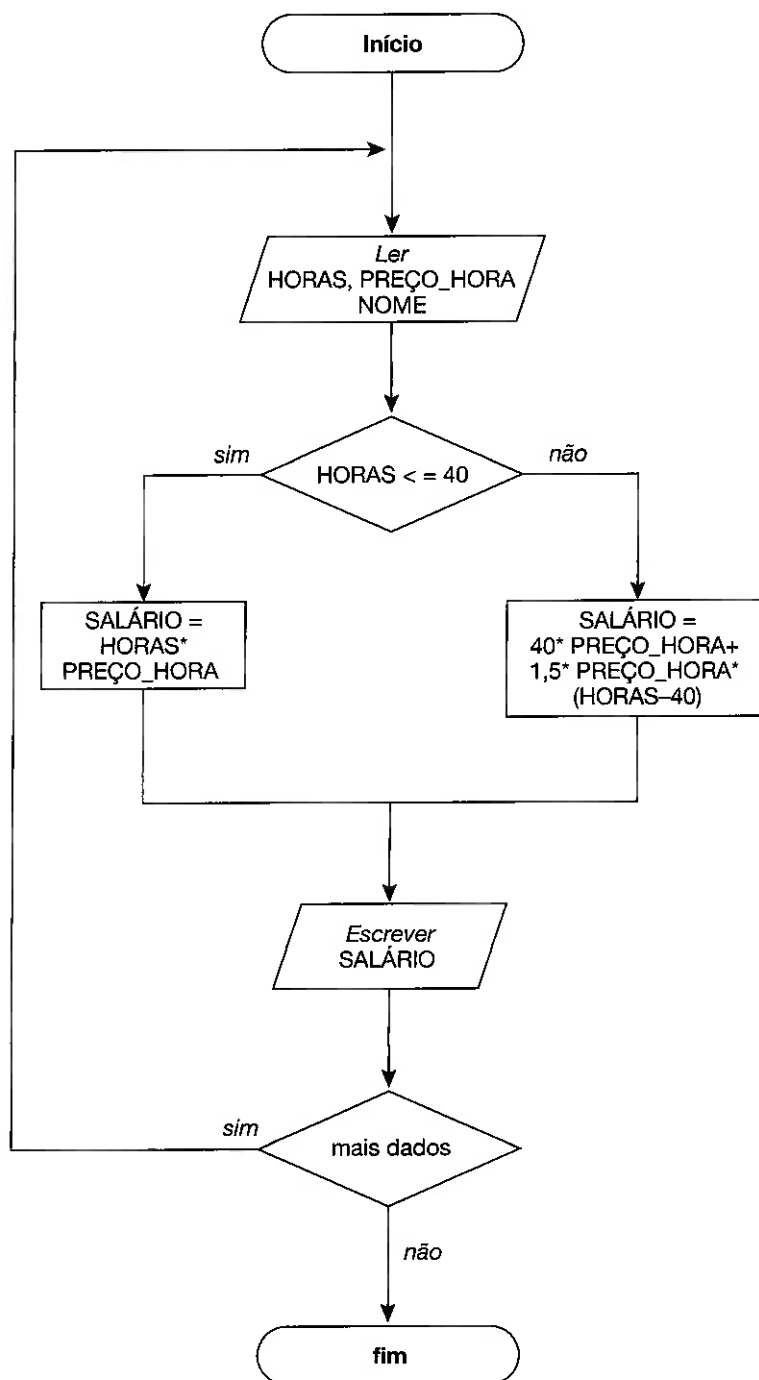 Início
Ler
HORAS, PREÇO_HORA
NOME
sim
não
HORAS < = 40
SALÁRIO =
HORAS*
PREÇO_HORA
SALÁRIO =
40* PREÇO_HORA+
1,5* PREÇO_HORA*
(HORAS–40)
Escrever
SALÁRIO
sim
mais dados
não
fim